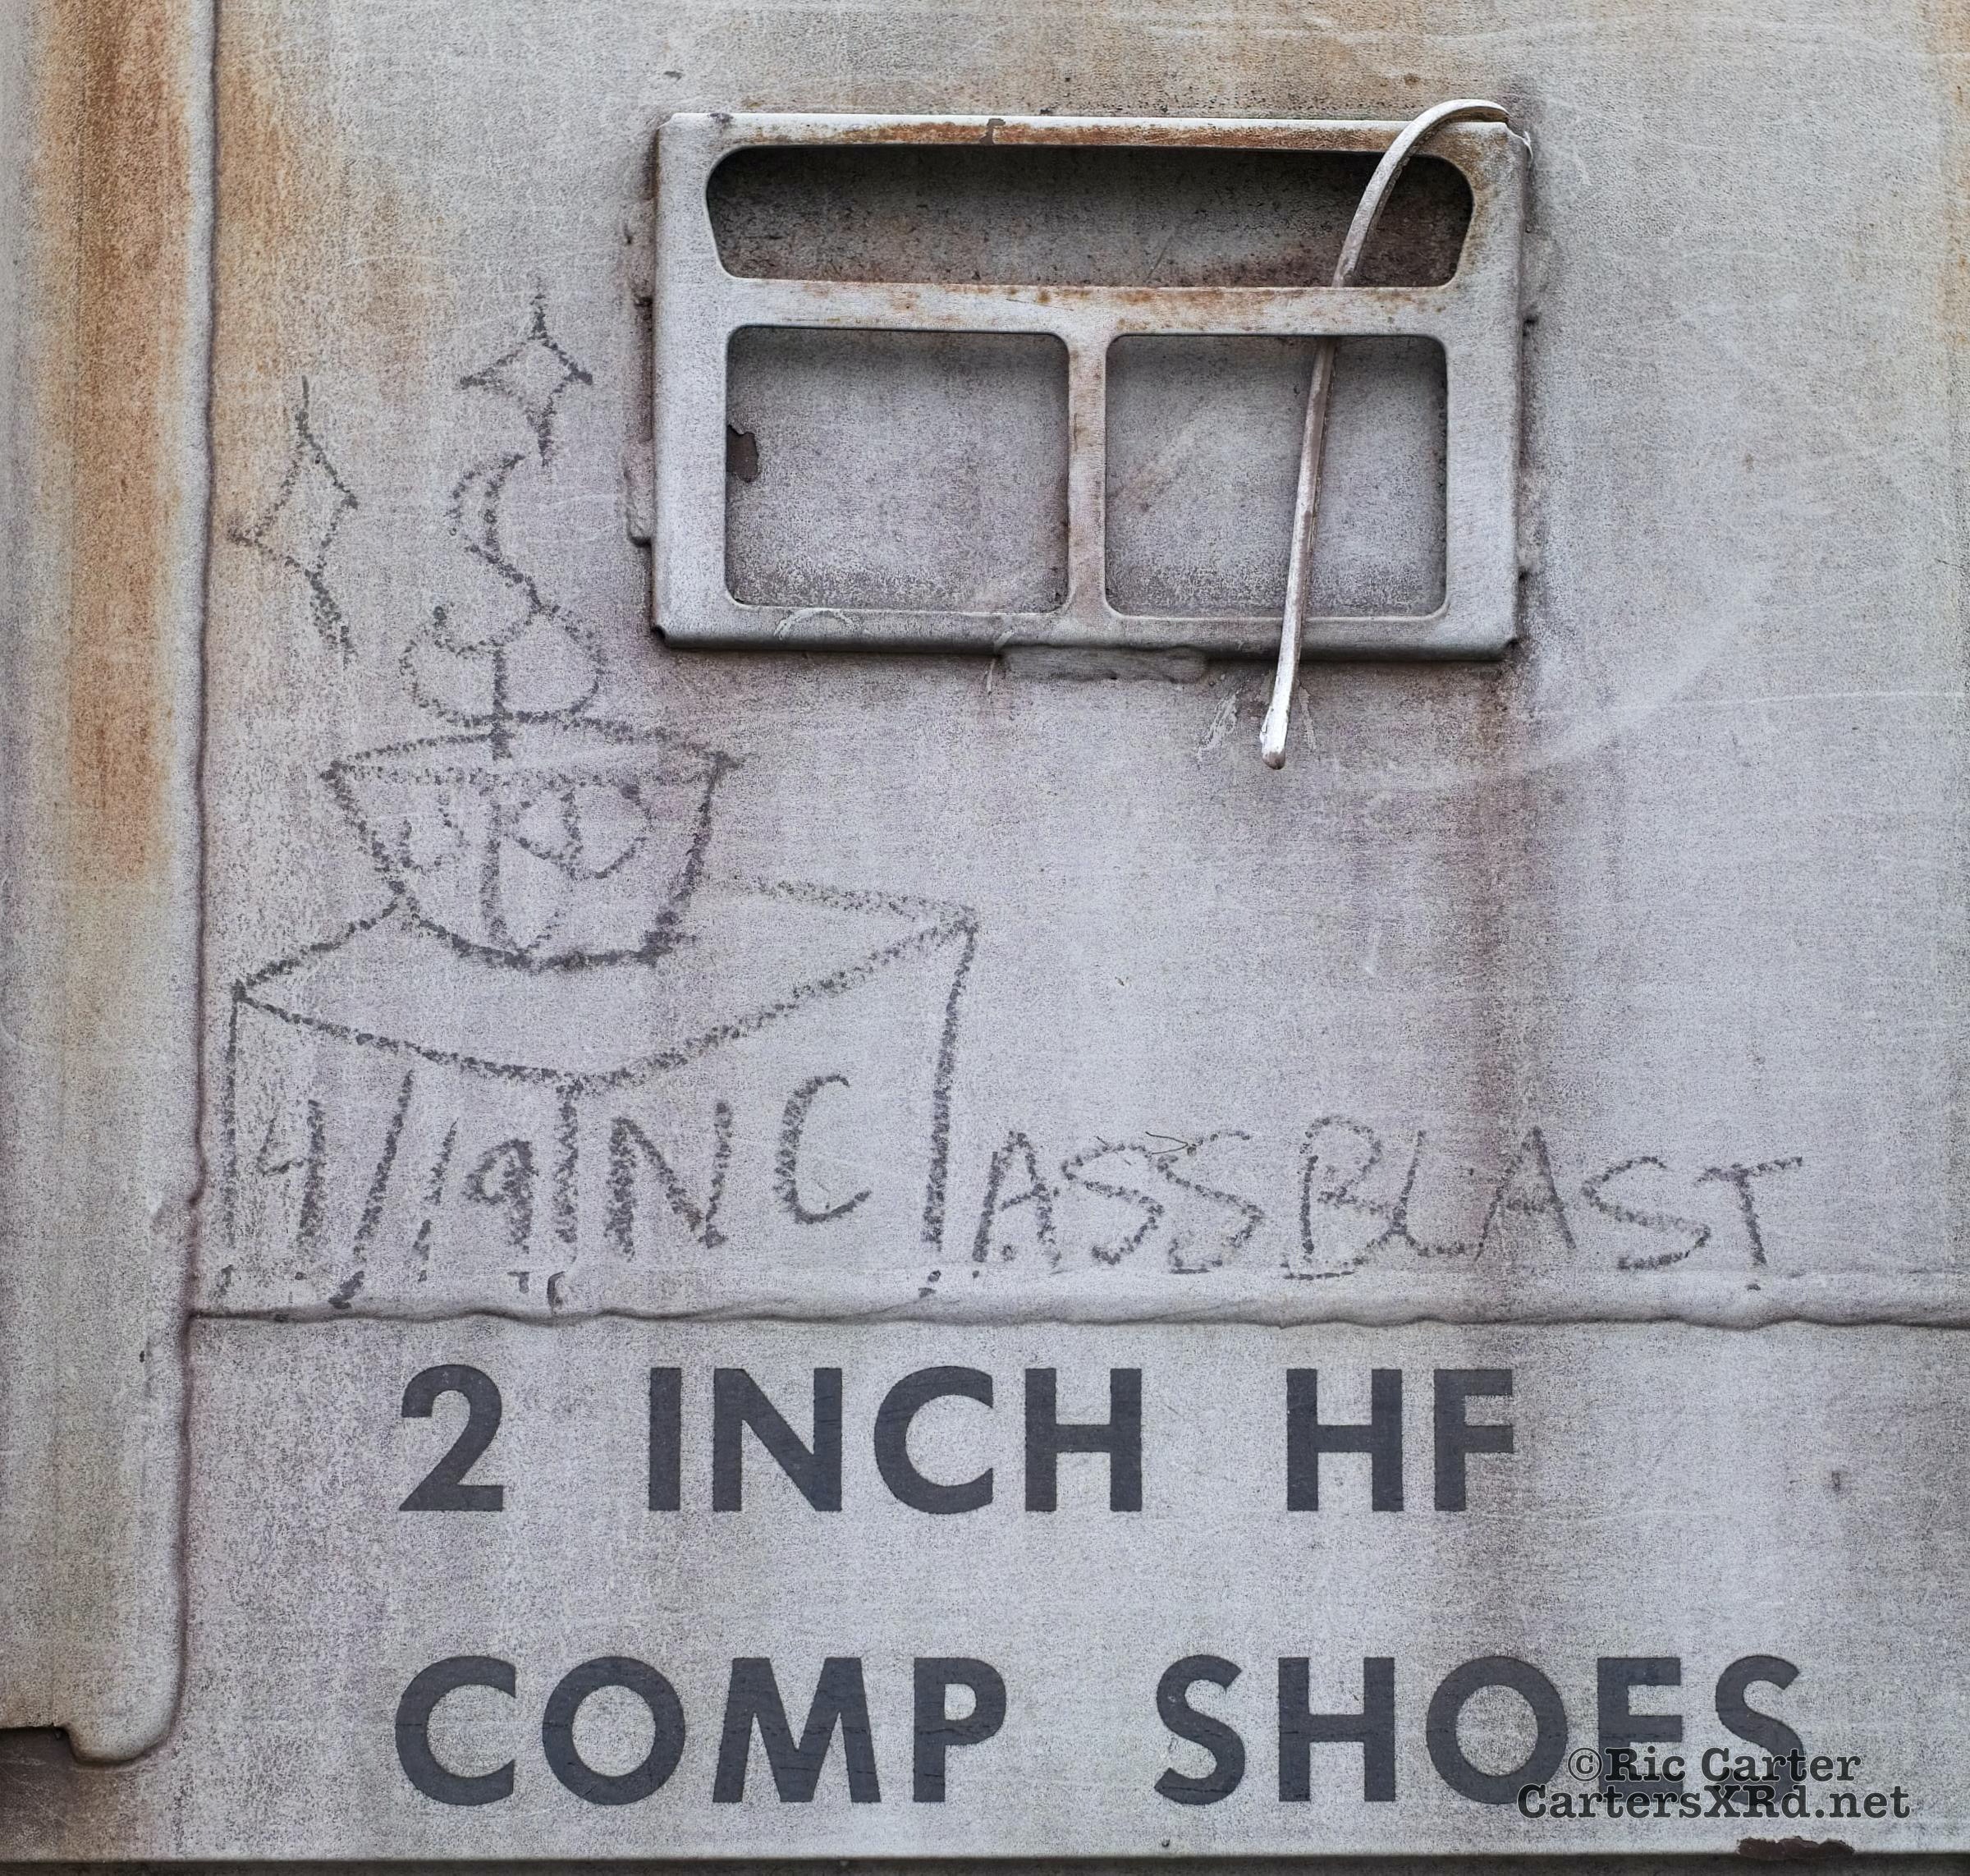 4/19 NC ASSBLAST
2 INCH HF
COMP SHOES
©Ric Carter
CartersXRd.net